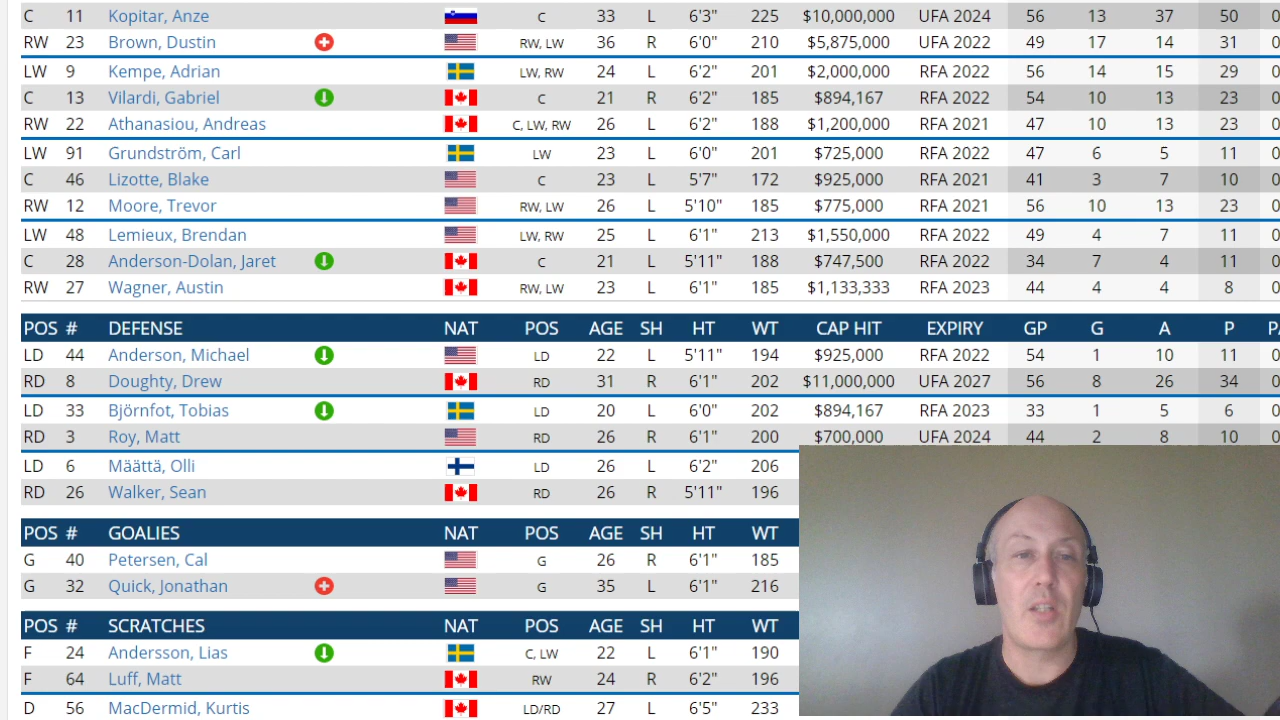 C 11 Kopitar, Anze C 33 L 6'3" 225 $10,000,000 UFA 2024 56 13 37 50 0
RW 23 Brown, Dustin RW, LW 36 R 6'0" 210 $5,875,000 UFA 2022 49 17 14 31 0
LW 9 Kempe, Adrian LW, RW 24 L 6'2" 201 $2,000,000 RFA 2022 56 14 15 29 0
C 13 Vilardi, Gabriel C 21 R 6'2" 185 $894,167 RFA 2022 54 10 13 23 0
RW 22 Athanasiou, Andreas C, LW, RW 26 L 6'2" 188 $1,200,000 RFA 2021 47 10 13 23 0
LW 91 Grundström, Carl LW 23 L 6'0" 201 $725,000 RFA 2022 47 6 5 11 0
C 46 Lizotte, Blake C 23 L 5'7" 172 $925,000 RFA 2021 41 3 7 10 0
RW 12 Moore, Trevor RW, LW 26 L 5'10" 185 $775,000 RFA 2021 56 10 13 23 0
LW 48 Lemieux, Brendan LW, RW 25 L 6'1" 213 $1,550,000 RFA 2022 49 4 7 11 0
C 28 Anderson-Dolan, Jaret C 21 L 5'11" 188 $747,500 RFA 2022 34 7 4 11 0
RW 27 Wagner, Austin RW, LW 23 L 6'1" 185 $1,133,333 RFA 2023 44 4 4 8 0
POS # DEFENSE NAT POS AGE SH HT WT CAP HIT EXPIRY GP G A P
LD 44 Anderson, Michael LD 22 L 5'11" 194 $925,000 RFA 2022 54 1 10 11 0
RD 8 Doughty, Drew RD 31 R 6'1" 202 $11,000,000 UFA 2027 56 8 26 34 0
LD 33 Björnfot, Tobias LD 20 L 6'0" 202 $894,167 RFA 2023 33 1 5 6 0
RD 3 Roy, Matt RD 26 R 6'1" 200 $700,000 UFA 2024 44 2 8 10 0
LD 6 Määttä, Olli LD 26 L 6'2" 206
RD 26 Walker, Sean RD 26 R 5'11" 196
POS # GOALIES NAT POS AGE SH HT WT
G 40 Petersen, Cal G 26 R 6'1" 185
G 32 Quick, Jonathan G 35 L 6'1" 216
POS # SCRATCHES NAT POS AGE SH HT WT
F 24 Andersson, Lias C, LW 22 L 6'1" 190
F 64 Luff, Matt RW 24 R 6'2" 196
D 56 MacDermid, Kurtis LD/RD 27 L 6'5" 233